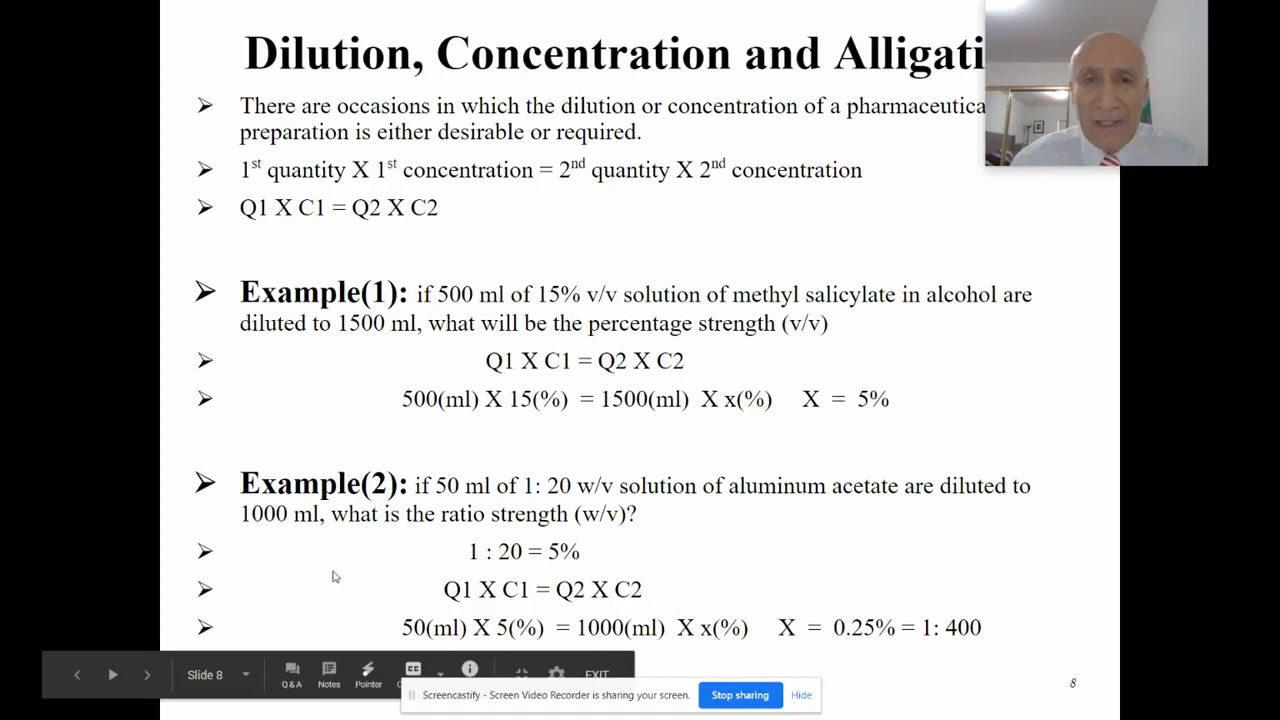 Dilution, Concentration and Alligati
➢ There are occasions in which the dilution or concentration of a pharmaceutica
preparation is either desirable or required.
➢ 1st quantity X 1st concentration = 2nd quantity X 2nd concentration
➢ Q1 X C1 = Q2 X C2
➢ Example(1): if 500 ml of 15% v/v solution of methyl salicylate in alcohol are
diluted to 1500 ml, what will be the percentage strength (v/v)
➢ Q1 X C1 = Q2 X C2
➢ 500(ml) X 15(%) = 1500(ml) X x(%) X = 5%
➢ Example(2): if 50 ml of 1: 20 w/v solution of aluminum acetate are diluted to
1000 ml, what is the ratio strength (w/v)?
➢ 1 : 20 = 5%
➢ Q1 X C1 = Q2 X C2
➢ 50(ml) X 5(%) = 1000(ml) X x(%) X = 0.25% = 1: 400
Slide 8
Q & A Notes Pointer
EXIT
Screencastify - Screen Video Recorder is sharing your screen. Stop sharing Hide
8